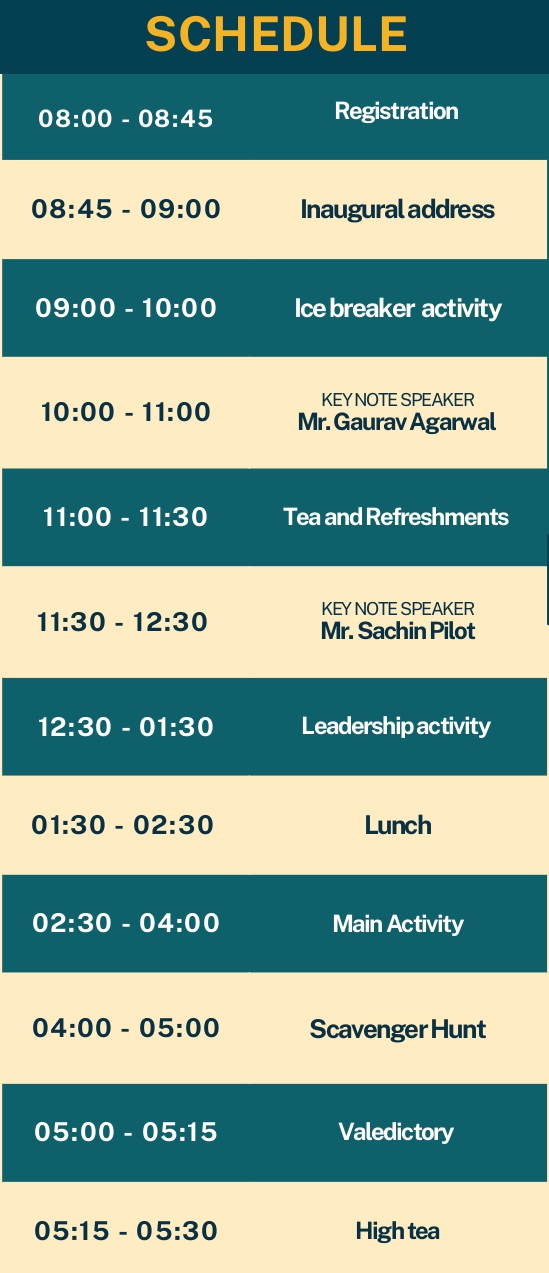 SCHEDULE
08:00 - 08:45 Registration
08:45 - 09:00 Inaugural address
09:00 - 10:00 Ice breaker activity
10:00 - 11:00 KEY NOTE SPEAKER
Mr. Gaurav Agarwal
11:00 - 11:30 Tea and Refreshments
11:30 - 12:30 KEY NOTE SPEAKER
Mr. Sachin Pilot
12:30 - 01:30 Leadership activity
01:30 - 02:30 Lunch
02:30 - 04:00 Main Activity
04:00 - 05:00 Scavenger Hunt
05:00 - 05:15 Valedictory
05:15 - 05:30 High tea